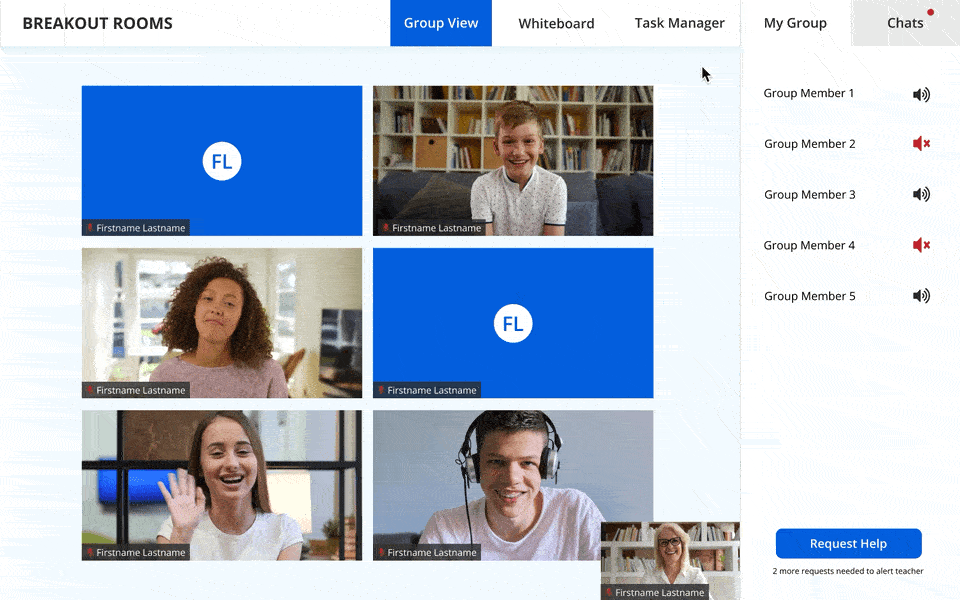 BREAKOUT ROOMS
Group View
Whiteboard
Task Manager
My Group
Chats
FL
Firstname Lastname
Firstname Lastname
Firstname Lastname
FL
Firstname Lastname
Firstname Lastname
Firstname Lastname
Firstname Lastname
Group Member 1
Group Member 2
Group Member 3
Group Member 4
Group Member 5
Request Help
2 more requests needed to alert teacher